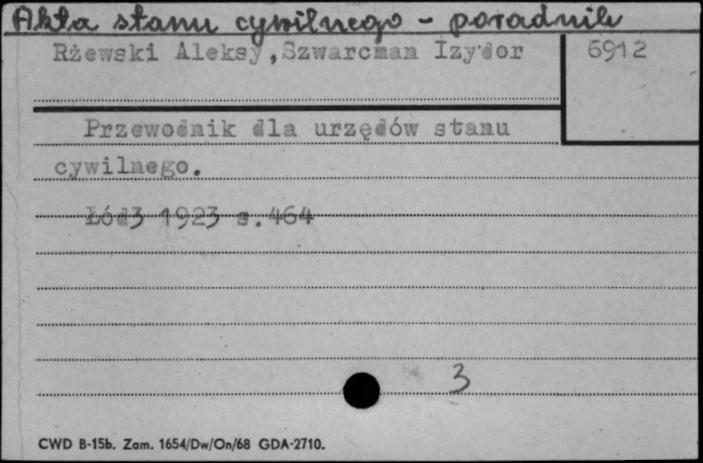 Akta stanu cywilnego - poradnik
Rżewski Aleksy, Szwarcman Izydor 6912
Przewodnik dla urzędów stanu
cywilnego.
Łód3 1923 s. 464
3
CWD B-15b. Zam. 1654/Dw/On/68 GDA-2710.